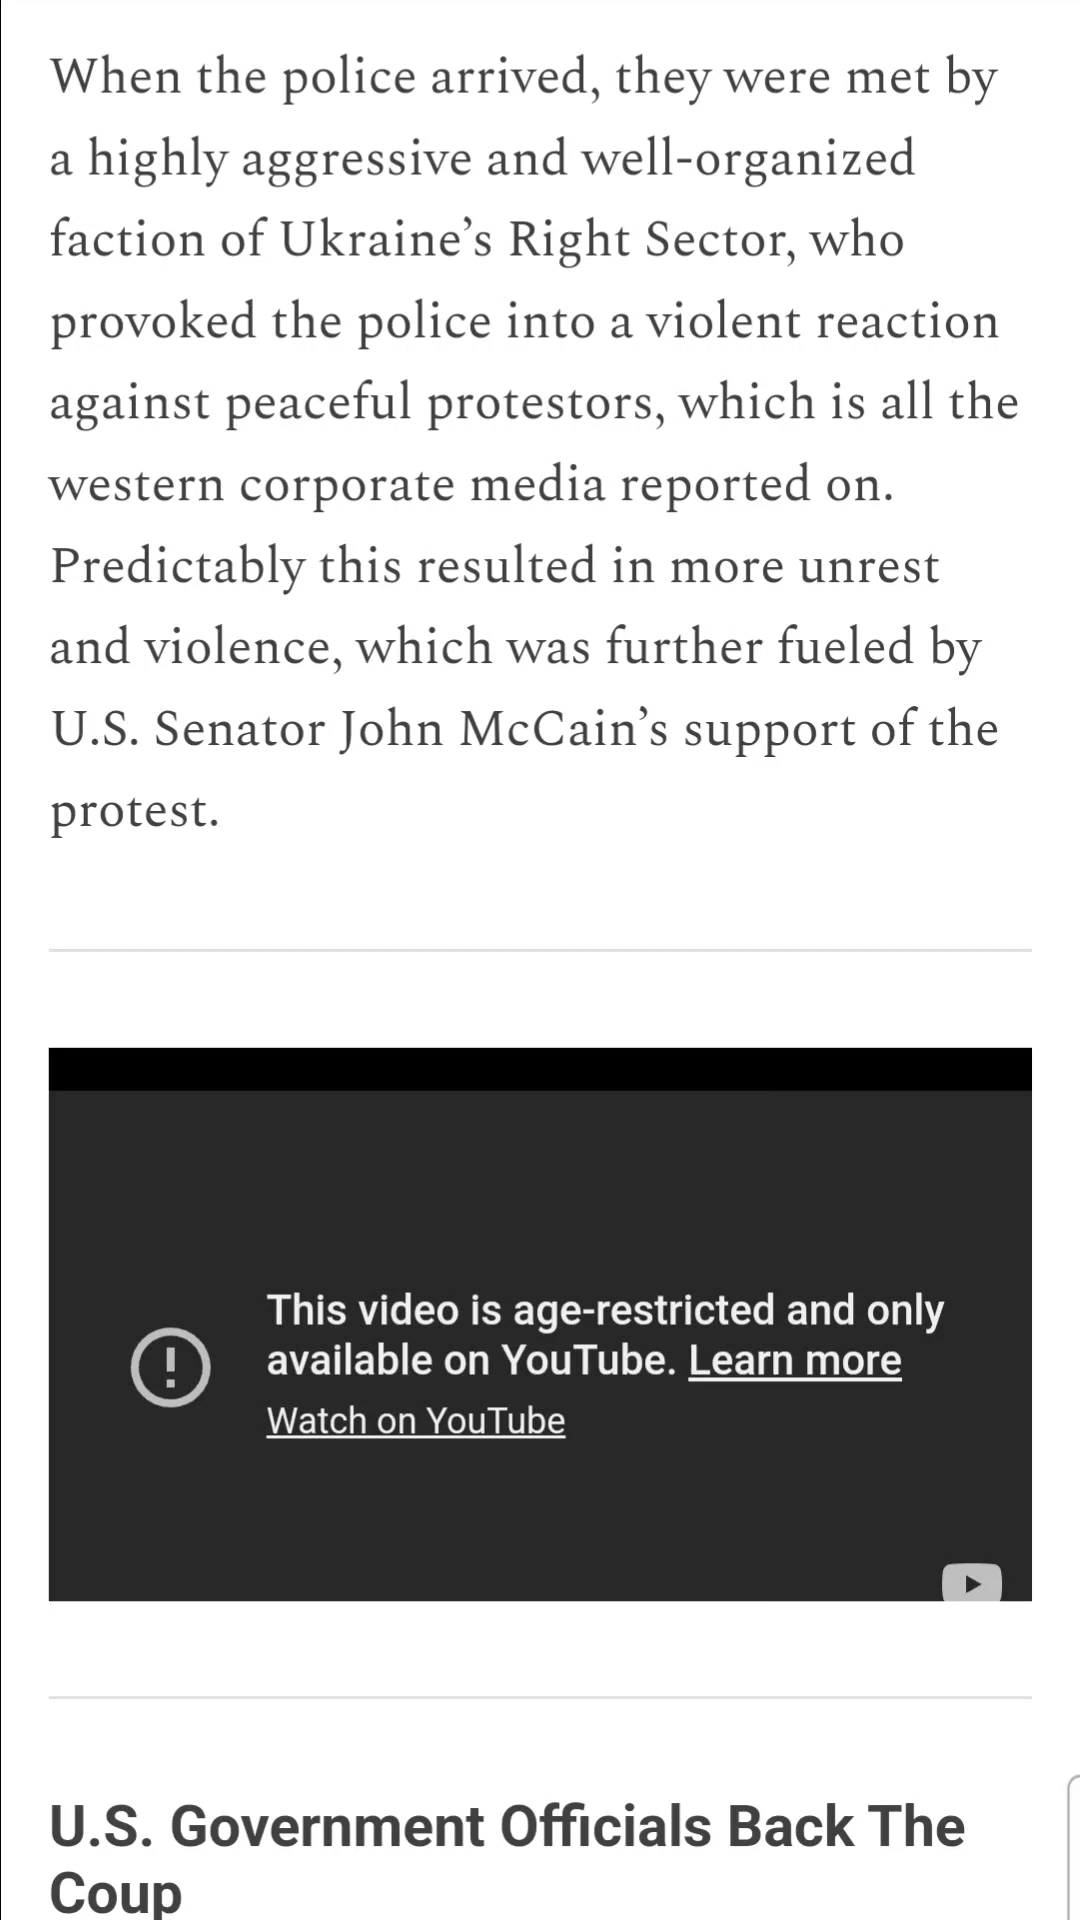 When the police arrived, they were met by
a highly aggressive and well-organized
faction of Ukraine’s Right Sector, who
provoked the police into a violent reaction
against peaceful protestors, which is all the
western corporate media reported on.
Predictably this resulted in more unrest
and violence, which was further fueled by
U.S. Senator John McCain’s support of the
protest.
This video is age-restricted and only
available on YouTube. Learn more
Watch on YouTube
U.S. Government Officials Back The
Coup